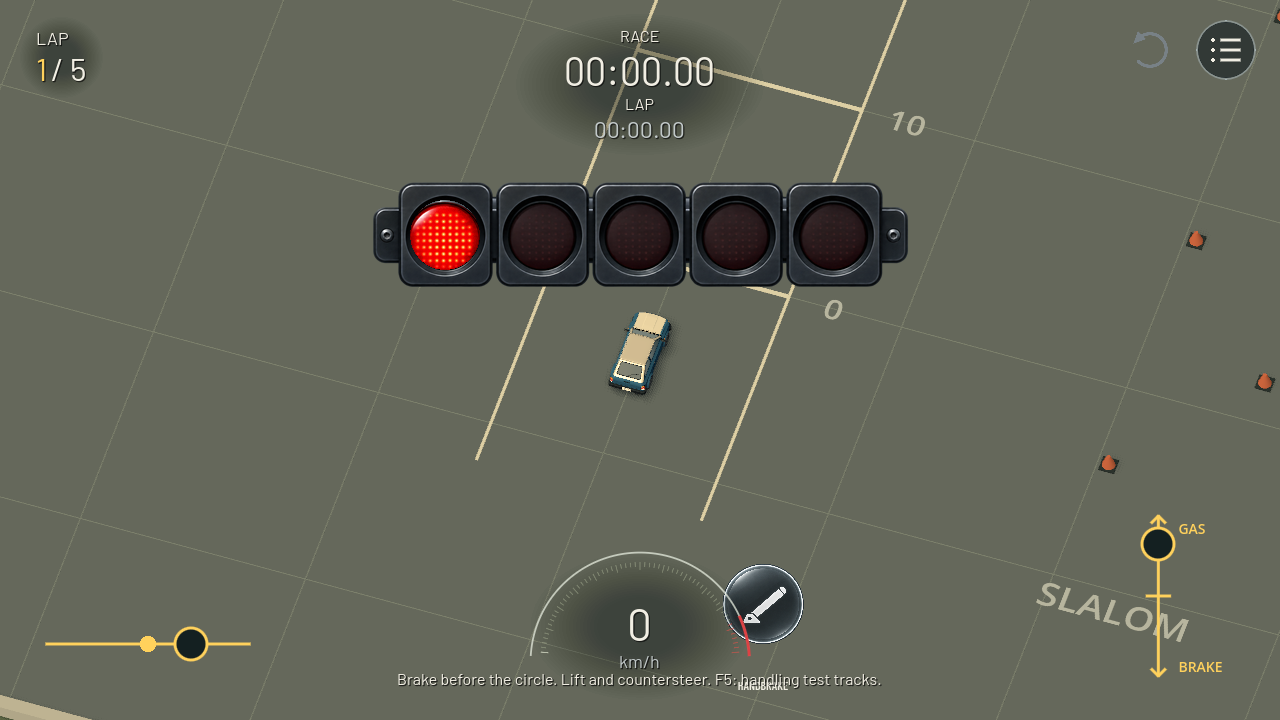 LAP
1/ 5
RACE
00:00.00
LAP
00:00.00
10
0
GAS
SLALOM
BRAKE
0
km/h
Brake before the circle. Lift and countersteer. F5: handling test tracks.
HANDBRAKE